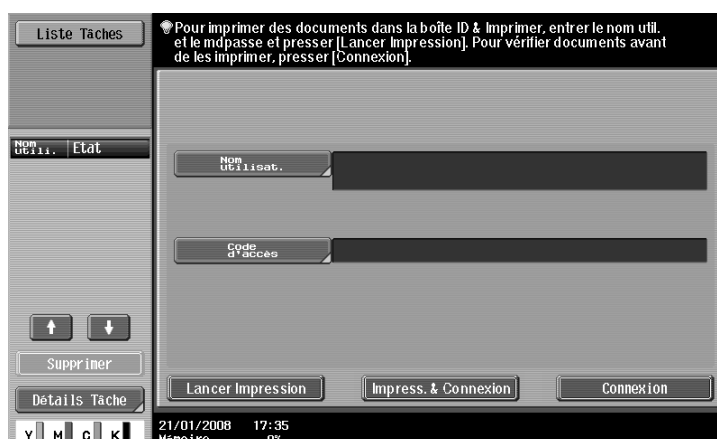 Liste Tâches
Pour imprimer des documents dans la boîte ID & Imprimer, entrer le nom util.
et le mdpasse et presser [Lancer Impression]. Pour vérifier documents avant
de les imprimer, presser [Connexion].
Nom
utili.
Etat
Nom
utilisat.
Code
d'accès
Supprimer
Détails Tâche
Lancer Impression
Impress. & Connexion
Connexion
Y M C K
21/01/2008 17:35
Mémoire 0%